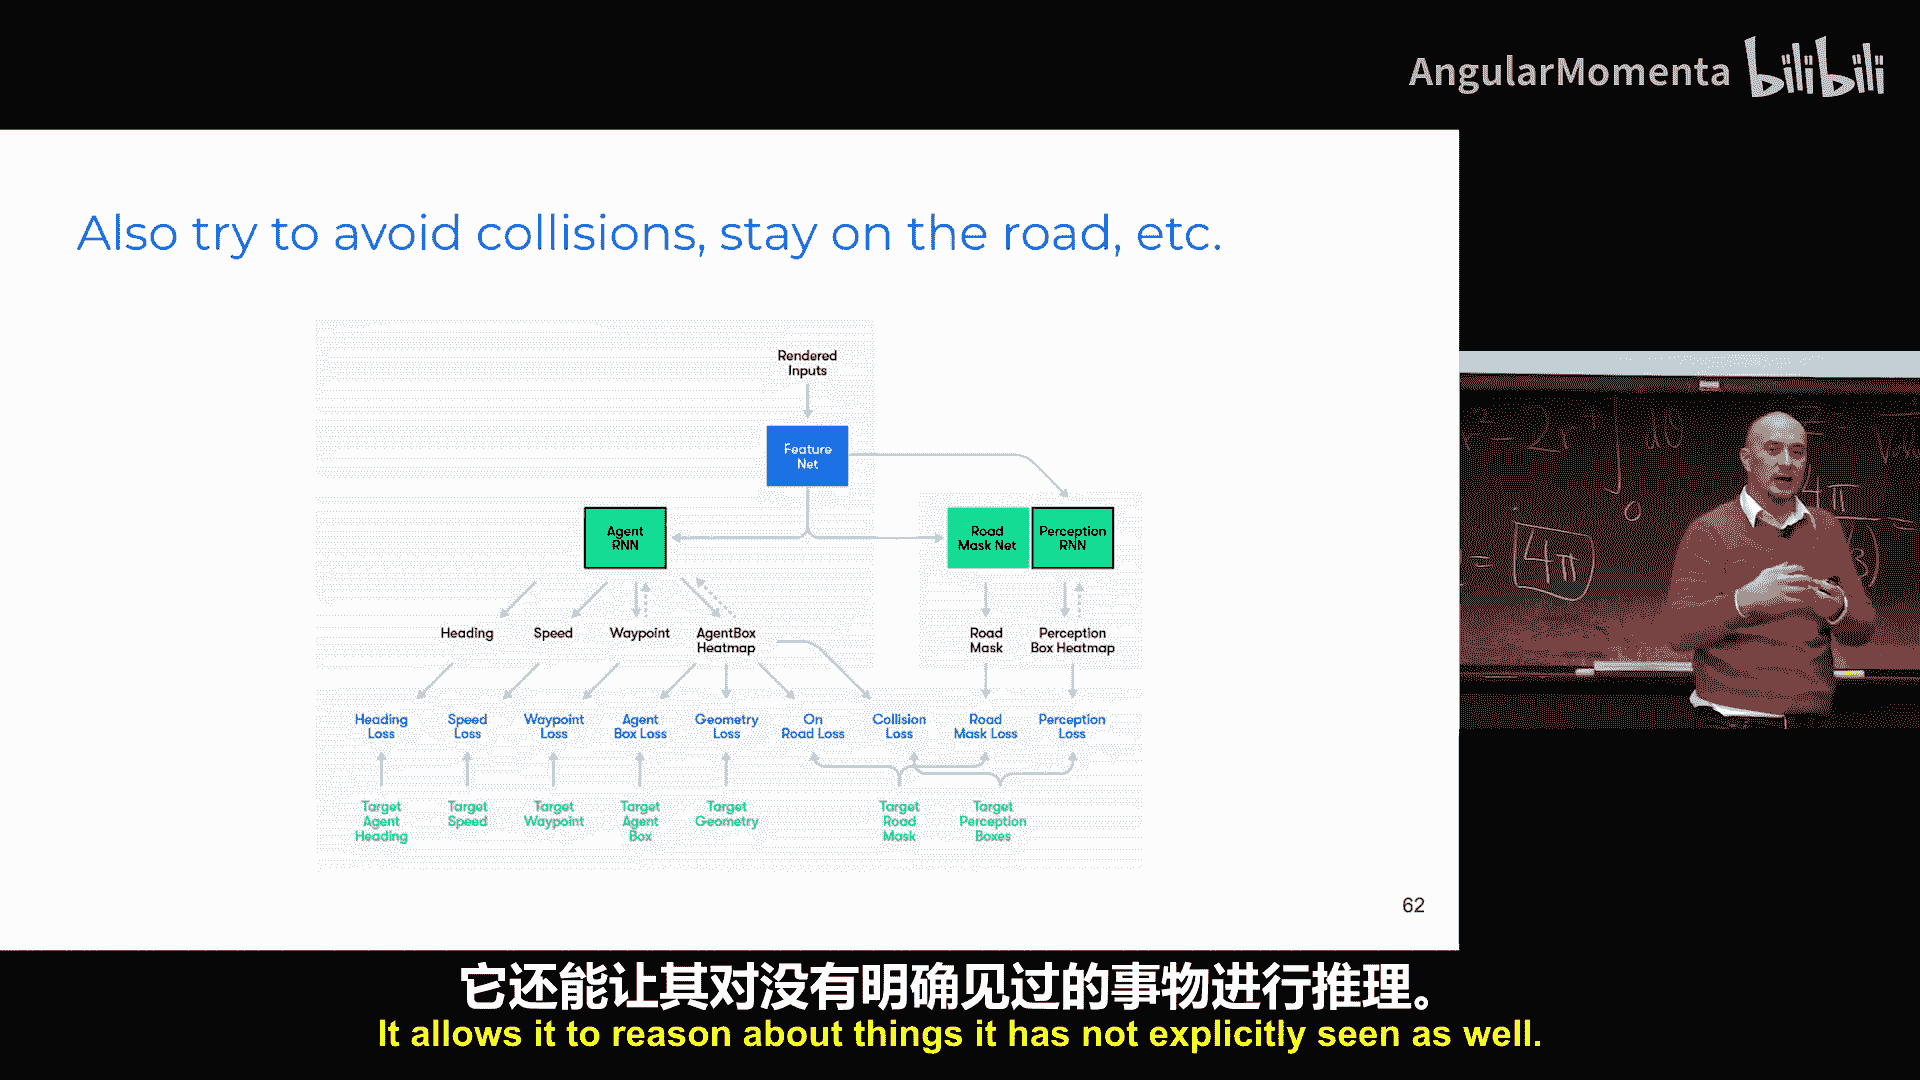 AngularMomenta bilibili
Also try to avoid collisions, stay on the road, etc.
Rendered
Inputs
Feature
Net
Agent
RNN
Road
Mask Net
Perception
RNN
Heading
Speed
Waypoint
AgentBox
Heatmap
Road
Mask
Perception
Box Heatmap
Heading
Loss
Speed
Loss
Waypoint
Loss
Agent
Box Loss
Geometry
Loss
On
Road Loss
Collision
Loss
Road
Mask Loss
Perception
Loss
Target
Agent
Heading
Target
Speed
Target
Waypoint
Target
Agent
Box
Target
Geometry
Target
Road
Mask
Target
Perception
Boxes
62
4π
= 4π
它还能让其对没有明确见过的事物进行推理。
It allows it to reason about things it has not explicitly seen as well.